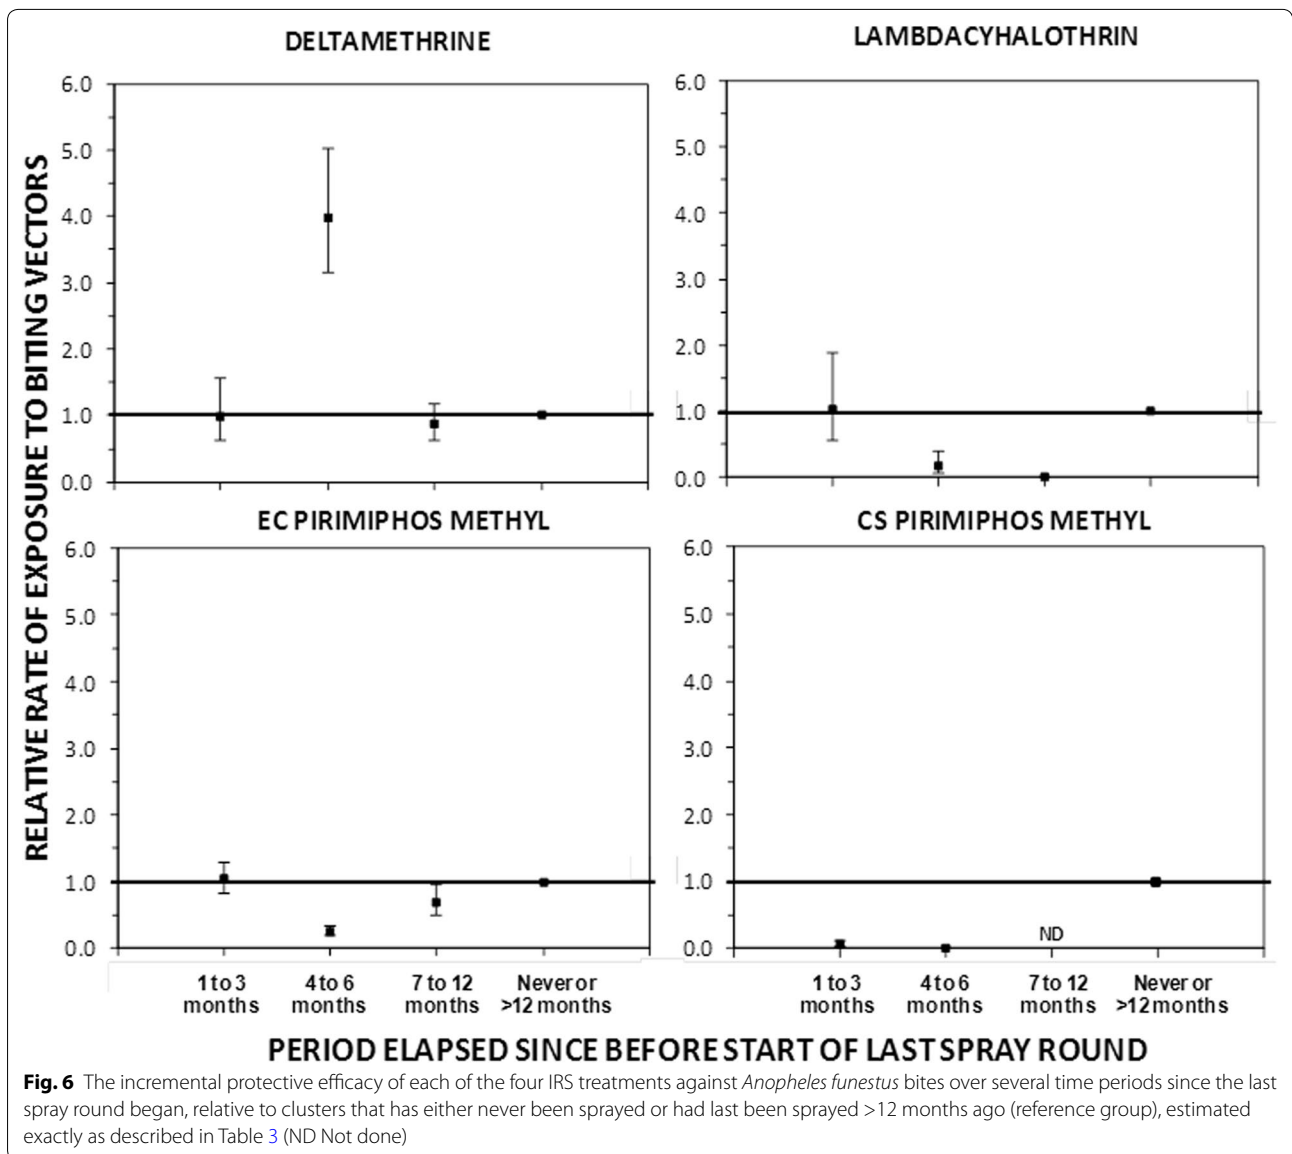 DELTAMETHRINE
LAMBDACYHALOTHRIN
RELATIVE RATE OF EXPOSURE TO BITING VECTORS
6.0
5.0
4.0
3.0
2.0
1.0
0.0
6.0
5.0
4.0
3.0
2.0
1.0
0.0
EC PIRIMIPHOS METHYL
CS PIRIMIPHOS METHYL
6.0
5.0
4.0
3.0
2.0
1.0
0.0
6.0
5.0
4.0
3.0
2.0
1.0
0.0
ND
1 to 3
months
4 to 6
months
7 to 12
months
Never or
>12 months
1 to 3
months
4 to 6
months
7 to 12
months
Never or
>12 months
PERIOD ELAPSED SINCE BEFORE START OF LAST SPRAY ROUND
Fig. 6 The incremental protective efficacy of each of the four IRS treatments against Anopheles funestus bites over several time periods since the last
spray round began, relative to clusters that has either never been sprayed or had last been sprayed >12 months ago (reference group), estimated
exactly as described in Table 3 (ND Not done)